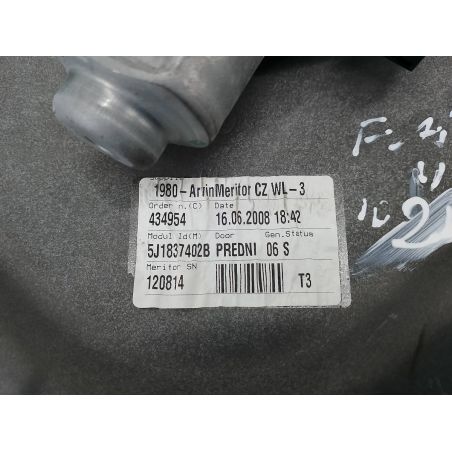 1980-ArvinMeritor CZ WL-3
Order n.(C) Date
434954 16.06.2008 18:42
Modul Id(M) Door Gen.Status
5J1837402B PREDNI 06 S
Meritor SN
120814 T3